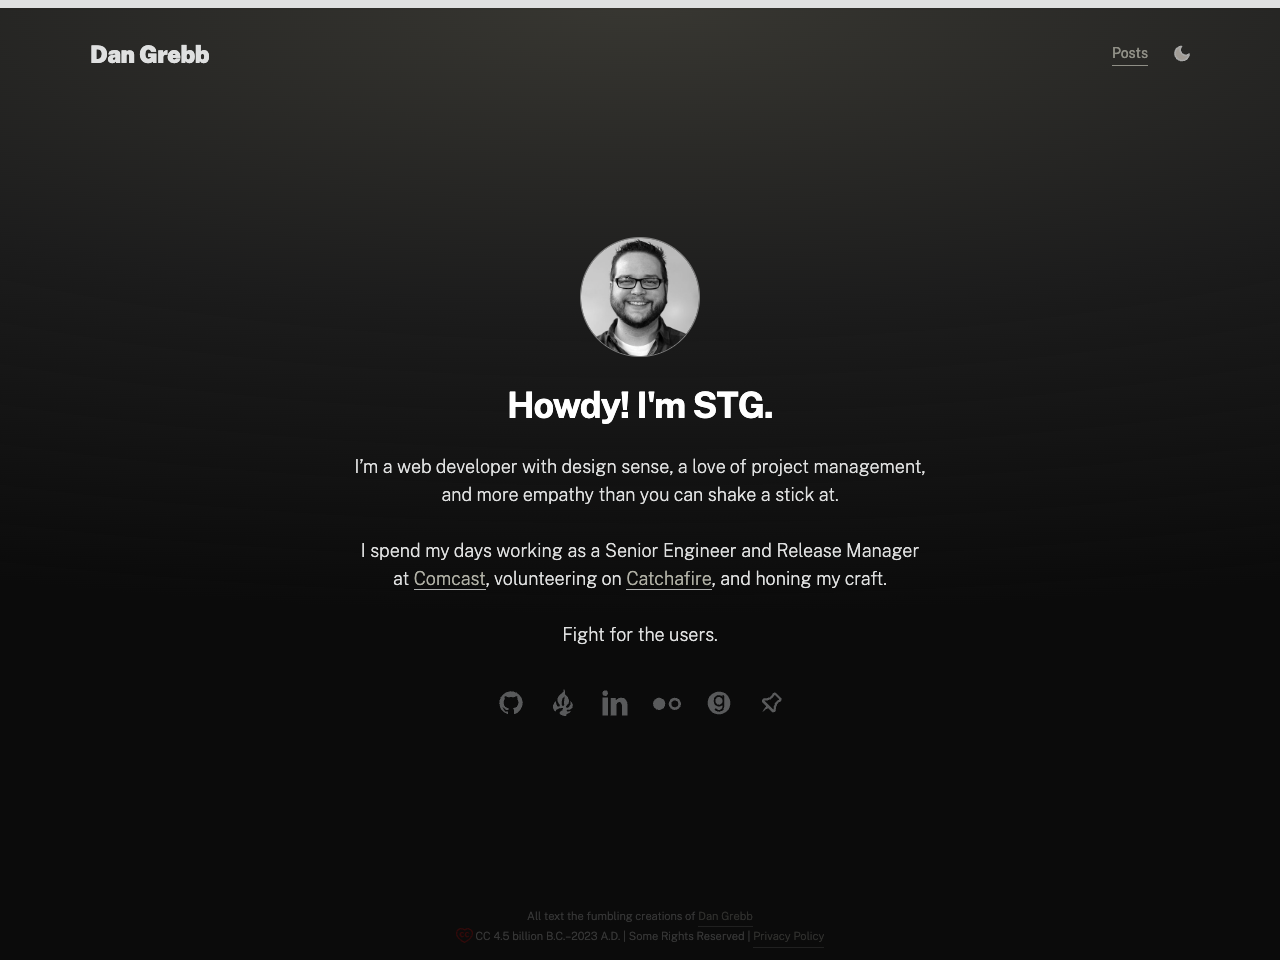 Dan Grebb
Posts
Howdy! I'm STG.
I’m a web developer with design sense, a love of project management,
and more empathy than you can shake a stick at.
I spend my days working as a Senior Engineer and Release Manager
at Comcast, volunteering on Catchafire, and honing my craft.
Fight for the users.
in
g
All text the fumbling creations of Dan Grebb
CC 4.5 billion B.C.–2023 A.D. | Some Rights Reserved | Privacy Policy